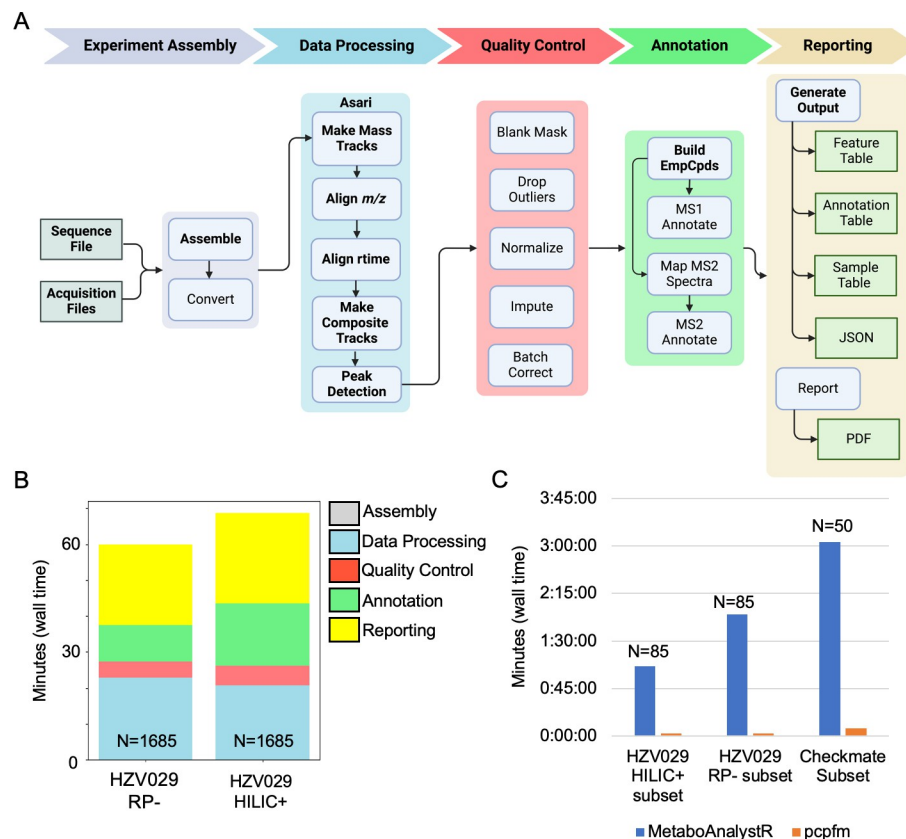 A
Experiment Assembly
Data Processing
Quality Control
Annotation
Reporting
Sequence
File
Acquisition
Files
Assemble
Convert
Asari
Make Mass
Tracks
Align m/z
Align rtime
Make
Composite
Tracks
Peak
Detection
Blank Mask
Drop
Outliers
Normalize
Impute
Batch
Correct
Build
EmpCpds
MS1
Annotate
Map MS2
Spectra
MS2
Annotate
Generate
Output
Feature
Table
Annotation
Table
Sample
Table
JSON
Report
PDF
B
Minutes (wall time)
60
30
0
N=1685
N=1685
HZV029
RP-
HZV029
HILIC+
Assembly
Data Processing
Quality Control
Annotation
Reporting
C
Minutes (wall time)
3:45:00
3:00:00
2:15:00
1:30:00
0:45:00
0:00:00
N=85
N=85
N=50
HZV029
HILIC+
subset
HZV029
RP- subset
Checkmate
Subset
MetaboAnalystR
pcpfm